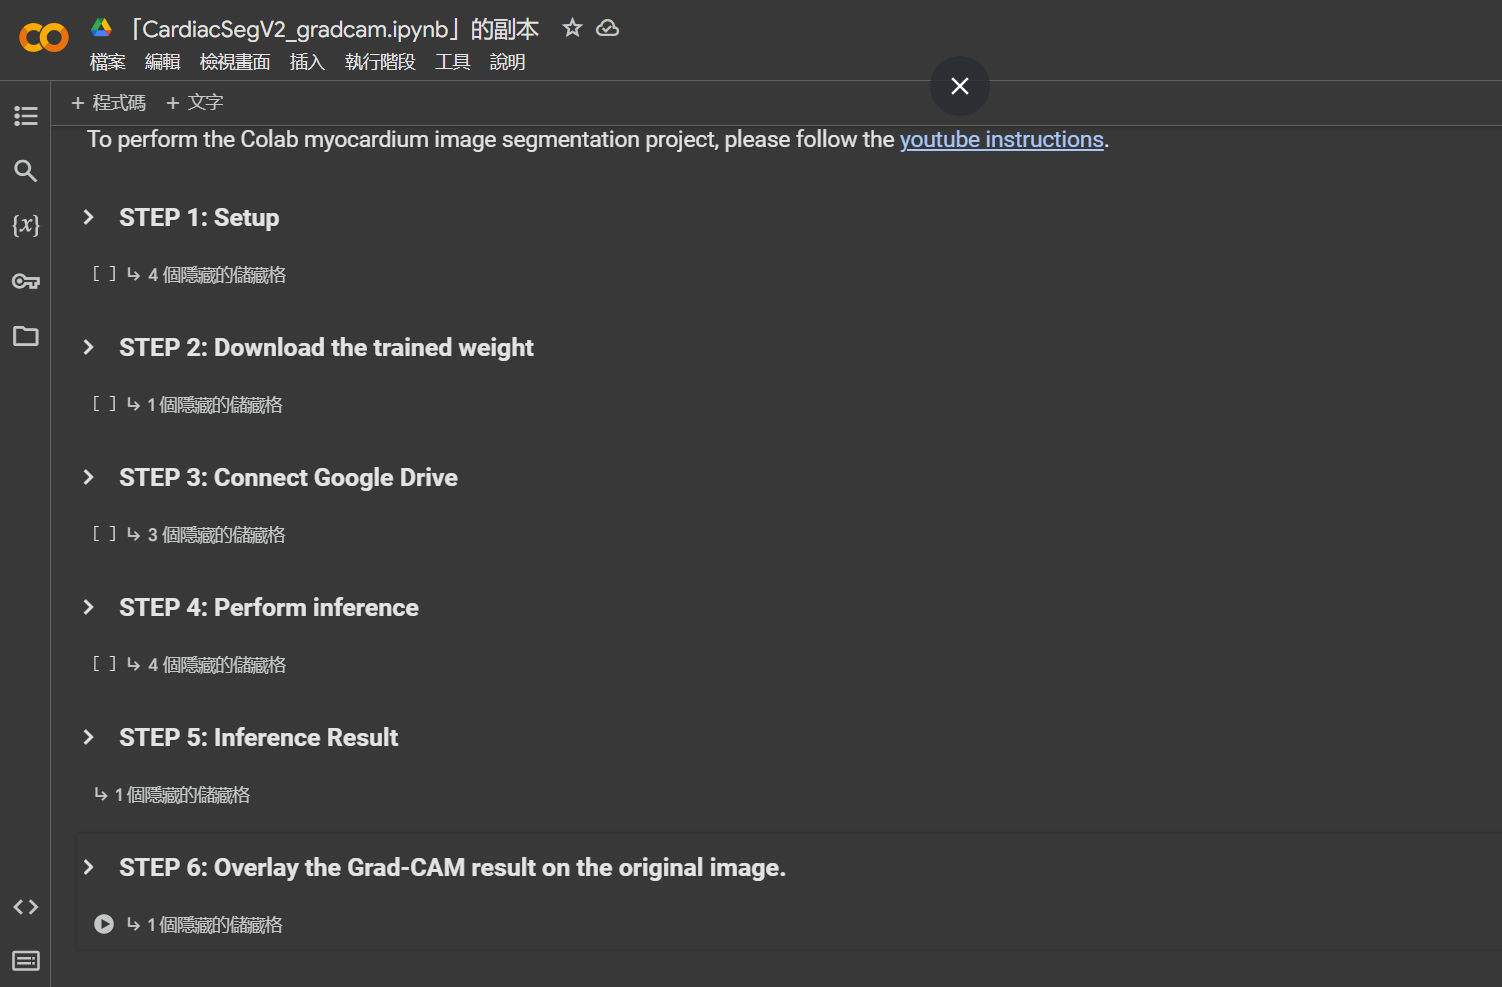 「CardiacSegV2_gradcam.ipynb」的副本
檔案 編輯 檢視畫面 插入 執行階段 工具 說明
+ 程式碼 + 文字
To perform the Colab myocardium image segmentation project, please follow the youtube instructions.
STEP 1: Setup
[ ] ↳ 4 個隱藏的儲藏格
STEP 2: Download the trained weight
[ ] ↳ 1 個隱藏的儲藏格
STEP 3: Connect Google Drive
[ ] ↳ 3 個隱藏的儲藏格
STEP 4: Perform inference
[ ] ↳ 4 個隱藏的儲藏格
STEP 5: Inference Result
↳ 1 個隱藏的儲藏格
STEP 6: Overlay the Grad-CAM result on the original image.
↳ 1 個隱藏的儲藏格